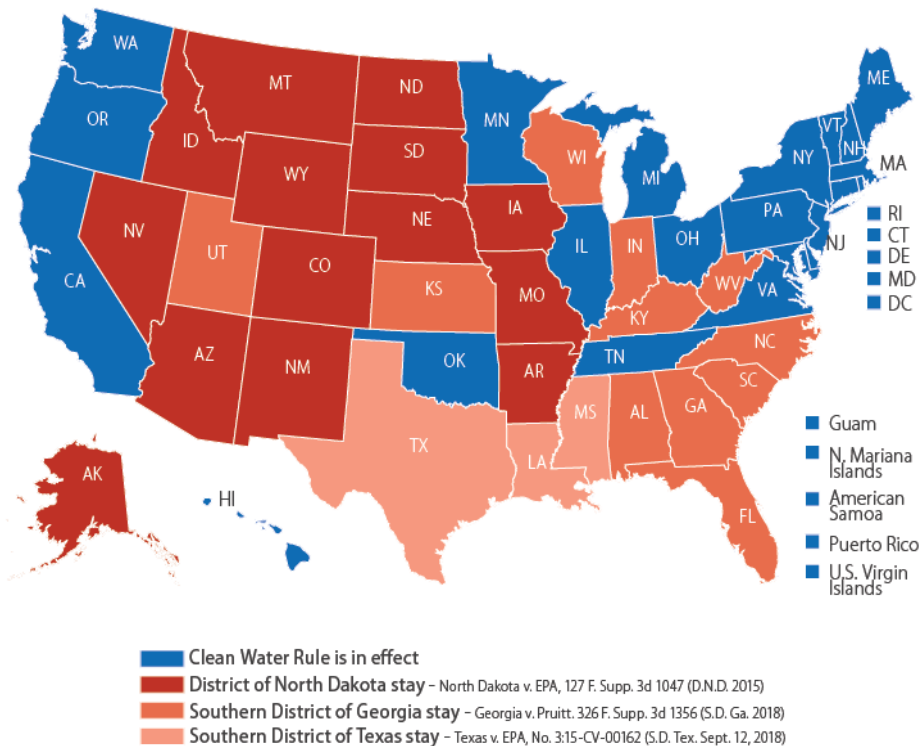 WA
MT
ND
MN
ME
OR
ID
SD
WI
VT
NH
NY
MA
WY
MI
IA
PA
RI
NE
NV
UT
CO
IL
IN
OH
NJ
CT
DE
CA
KS
MO
WV
VA
MD
KY
DC
AZ
NM
OK
AR
TN
NC
SC
TX
MS
AL
GA
LA
FL
AK
HI
Guam
N. Mariana
Islands
American
Samoa
Puerto Rico
U.S. Virgin
Islands
Clean Water Rule is in effect
District of North Dakota stay – North Dakota v. EPA, 127 F. Supp. 3d 1047 (D.N.D. 2015)
Southern District of Georgia stay – Georgia v. Pruitt. 326 F. Supp. 3d 1356 (S.D. Ga. 2018)
Southern District of Texas stay – Texas v. EPA, No. 3:15-CV-00162 (S.D. Tex. Sept. 12, 2018)